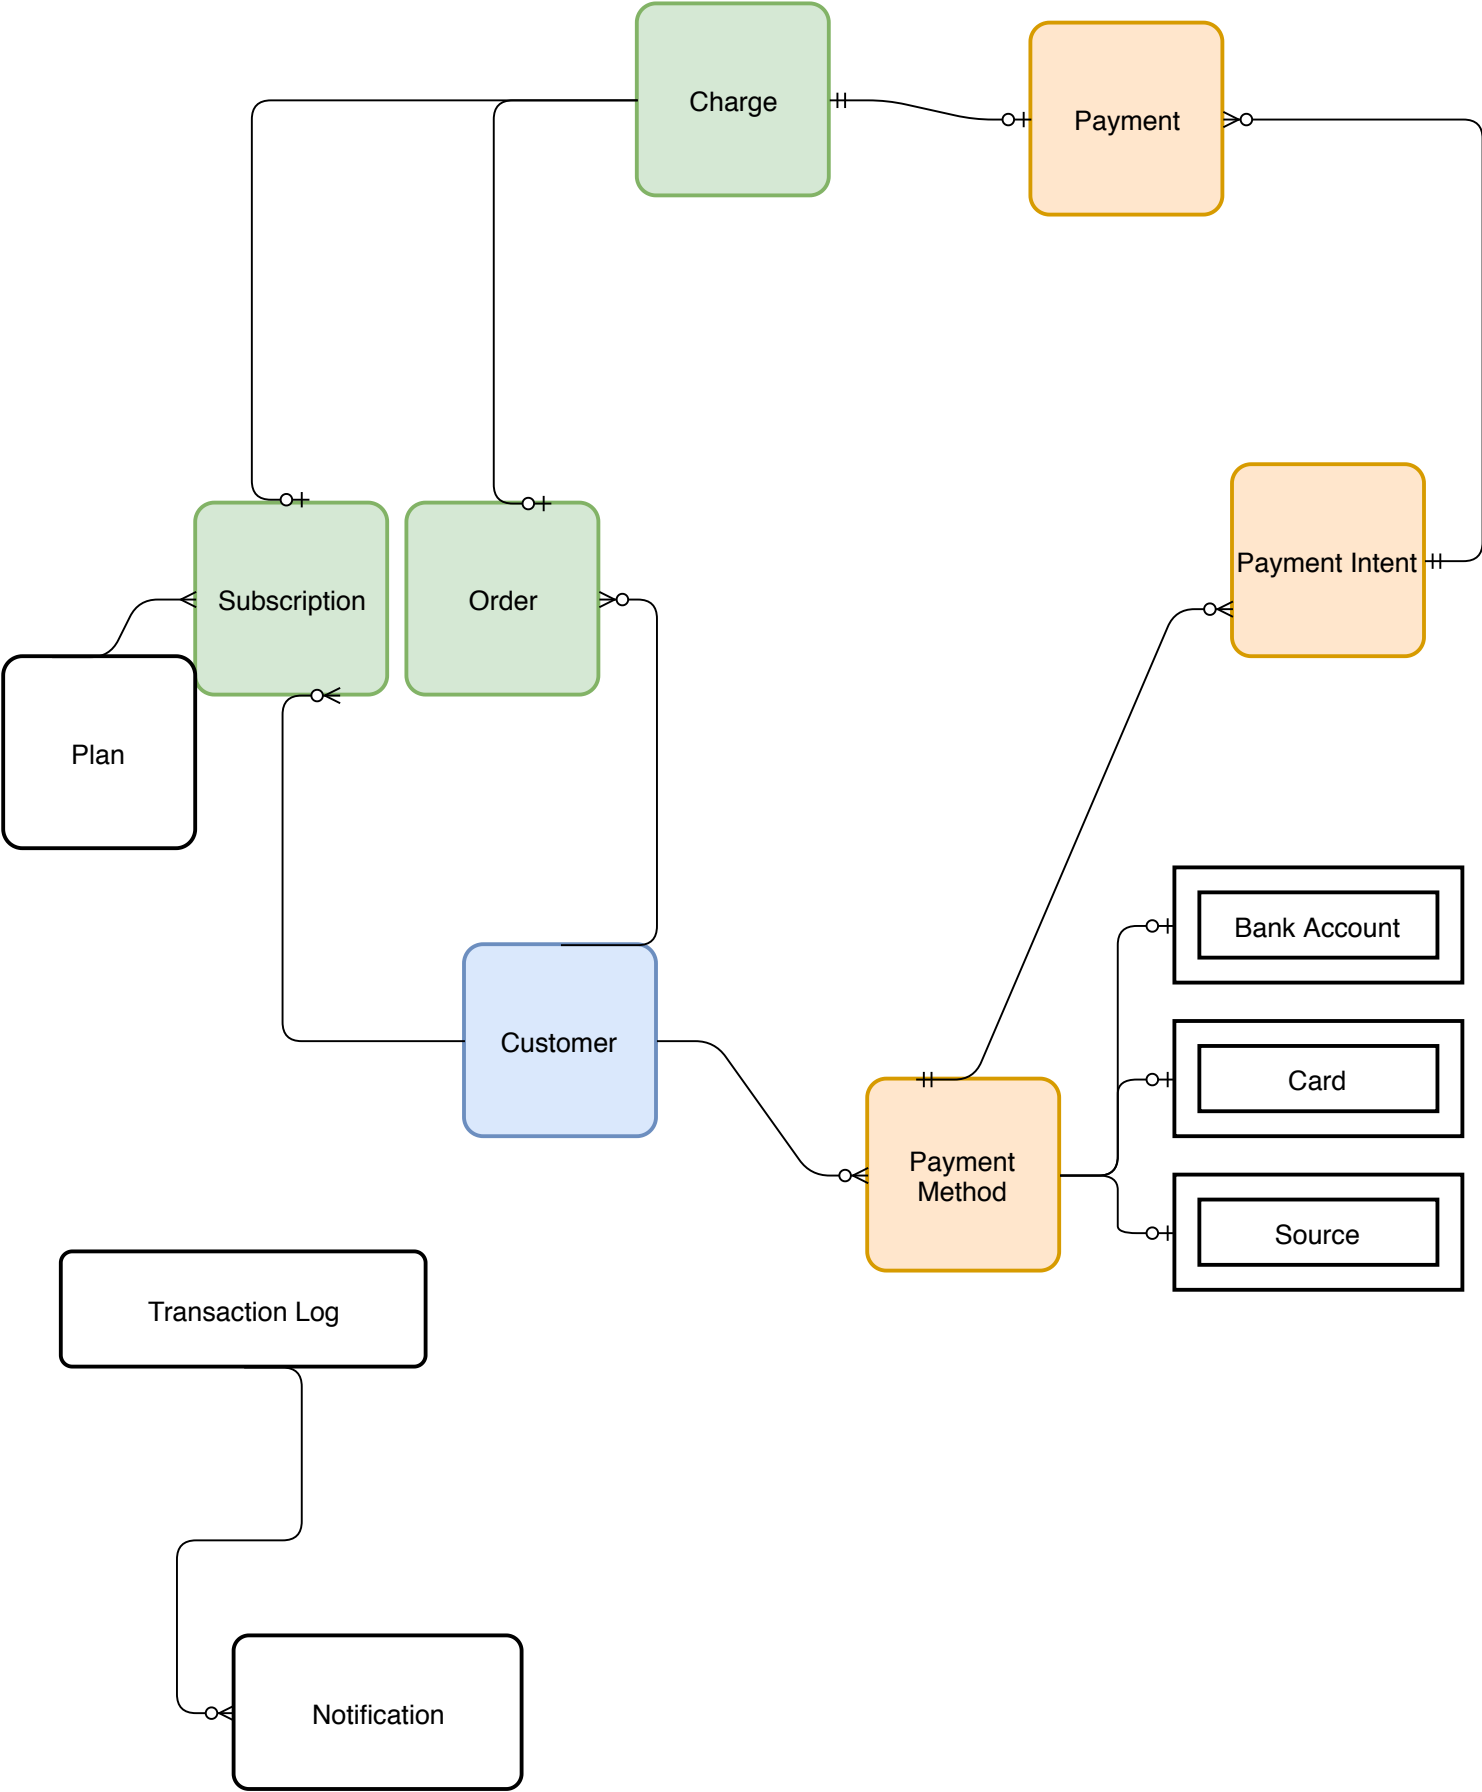 Charge
Payment
Payment Intent
Subscription
Order
Plan
Bank Account
Customer
Card
Payment
Method
Source
Transaction Log
Notification